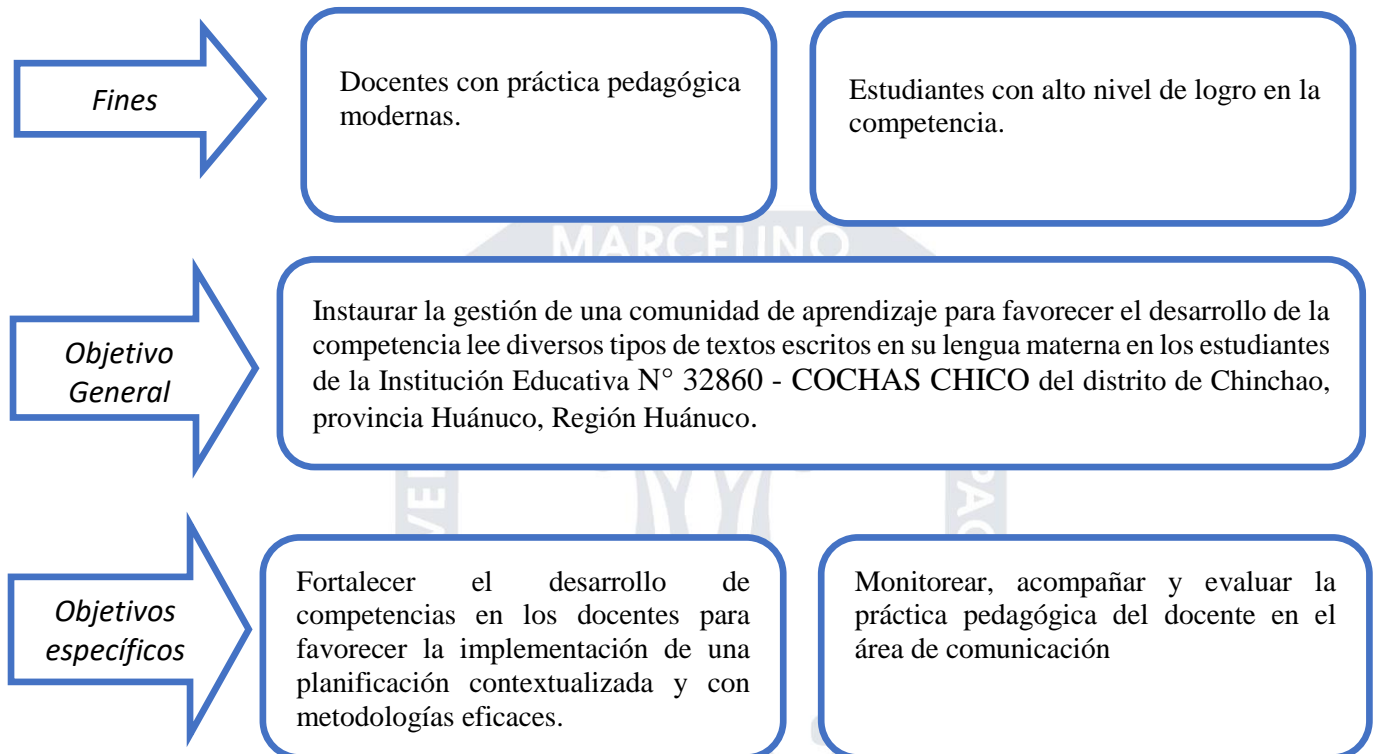 Fines
Docentes con práctica pedagógica
modernas.
Estudiantes con alto nivel de logro en la
competencia.
MARCELINO
Objetivo
General
Instaurar la gestión de una comunidad de aprendizaje para favorecer el desarrollo de la
competencia lee diversos tipos de textos escritos en su lengua materna en los estudiantes
de la Institución Educativa N° 32860 - COCHAS CHICO del distrito de Chinchao,
provincia Huánuco, Región Huánuco.
Objetivos
específicos
Fortalecer el desarrollo de
competencias en los docentes para
favorecer la implementación de una
planificación contextualizada y con
metodologías eficaces.
Monitorear, acompañar y evaluar la
práctica pedagógica del docente en el
área de comunicación